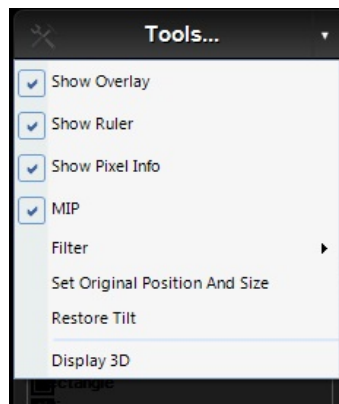 Tools...
Show Overlay
Show Ruler
Show Pixel Info
MIP
Filter
Set Original Position And Size
Restore Tilt
Display 3D